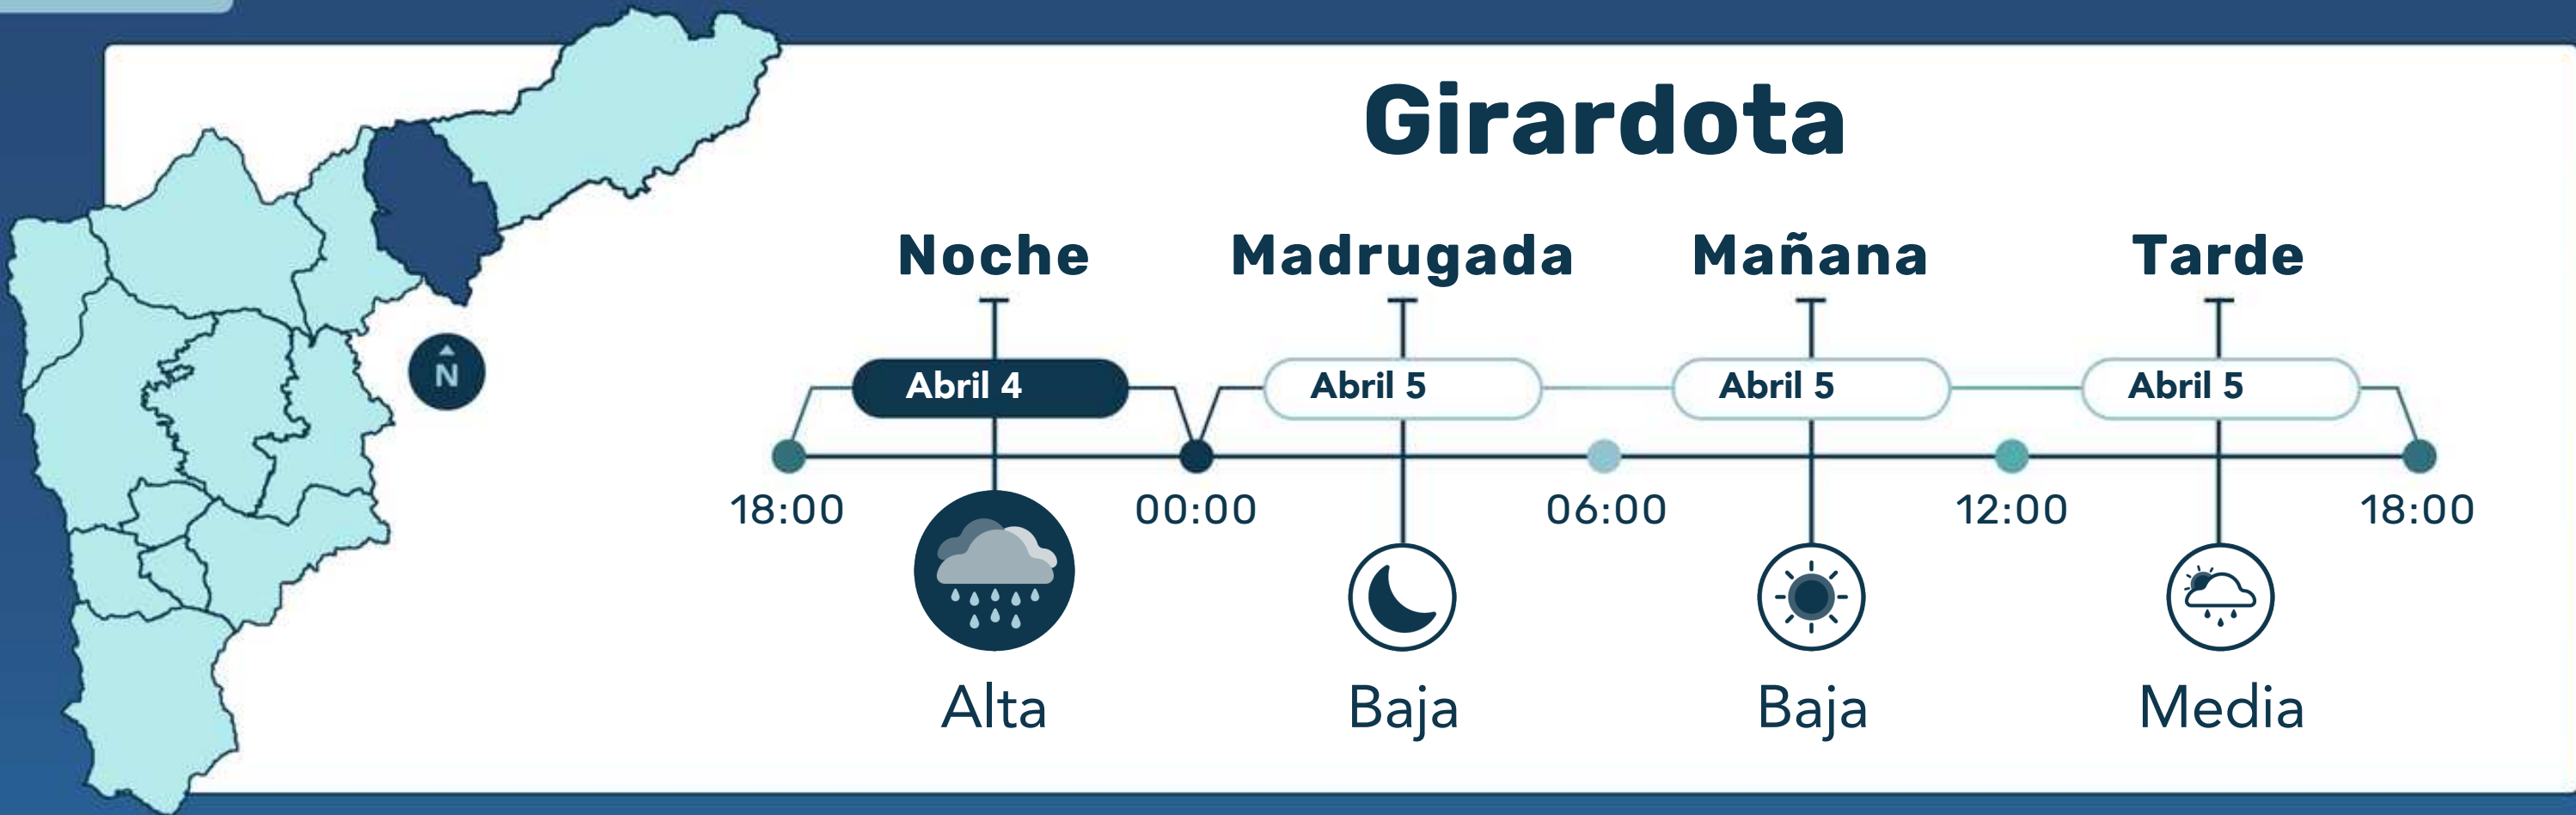 Girardota
Noche Madrugada Mañana Tarde
Abril 4 Abril 5 Abril 5 Abril 5
N
18:00 00:00 06:00 12:00 18:00
Alta Baja Baja Media